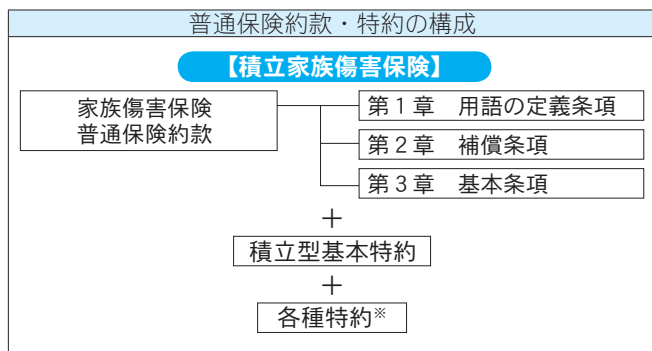 普通保険約款・特約の構成
【積立家族傷害保険】
家族傷害保険
普通保険約款
第1章　用語の定義条項
第2章　補償条項
第3章　基本条項
＋
積立型基本特約
＋
各種特約※